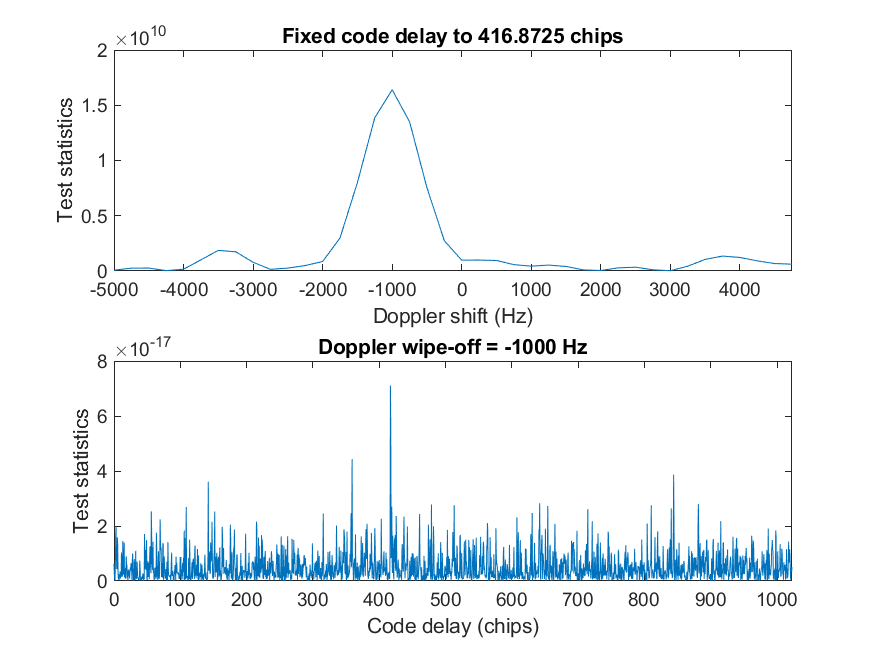 Fixed code delay to 416.8725 chips
×10^10
2
1.5
1
0.5
0
Test statistics
-5000 -4000 -3000 -2000 -1000 0 1000 2000 3000 4000
Doppler shift (Hz)
Doppler wipe-off = -1000 Hz
×10^-17
8
6
4
2
0
Test statistics
0 100 200 300 400 500 600 700 800 900 1000
Code delay (chips)